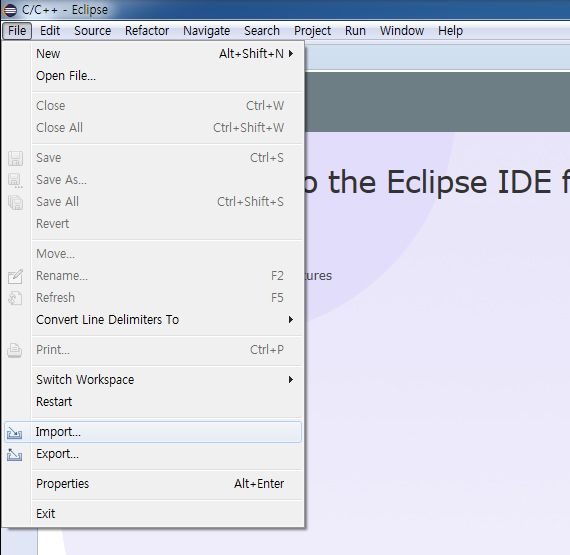 C/C++ - Eclipse
File Edit Source Refactor Navigate Search Project Run Window Help
New Alt+Shift+N
Open File...
Close Ctrl+W
Close All Ctrl+Shift+W
Save Ctrl+S
Save As...
Save All Ctrl+Shift+S
Revert
Move...
Rename... F2
Refresh F5
Convert Line Delimiters To
Print... Ctrl+P
Switch Workspace
Restart
Import...
Export...
Properties Alt+Enter
Exit
o the Eclipse IDE f
tures